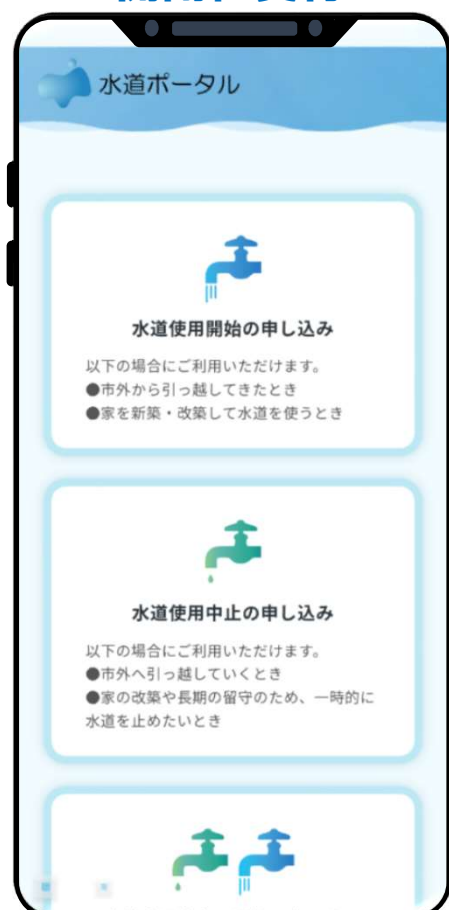 水道ポータル
水道使用開始の申し込み
以下の場合にご利用いただけます。
●市外から引っ越してきたとき
●家を新築・改築して水道を使うとき
水道使用中止の申し込み
以下の場合にご利用いただけます。
●市外へ引っ越していくとき
●家の改築や長期の留守のため、一時的に
水道を止めたいとき